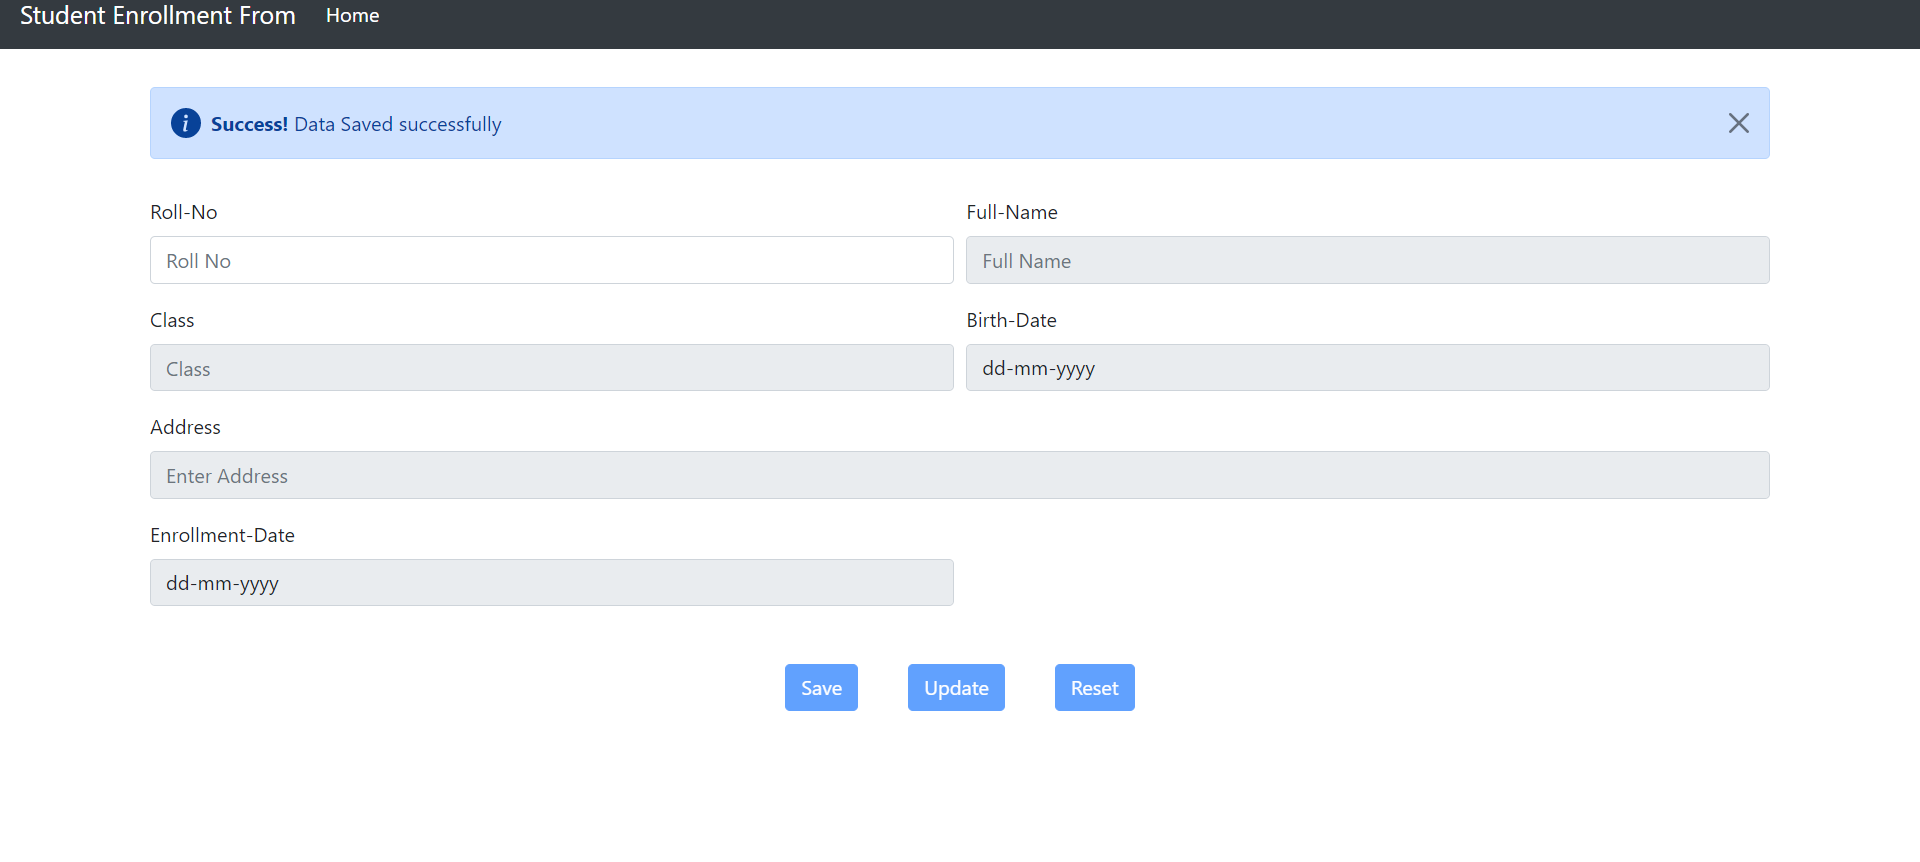 Student Enrollment From Home
i Success! Data Saved successfully
Roll-No Full-Name
Roll No Full Name
Class Birth-Date
Class dd-mm-yyyy
Address
Enter Address
Enrollment-Date
dd-mm-yyyy
Save Update Reset